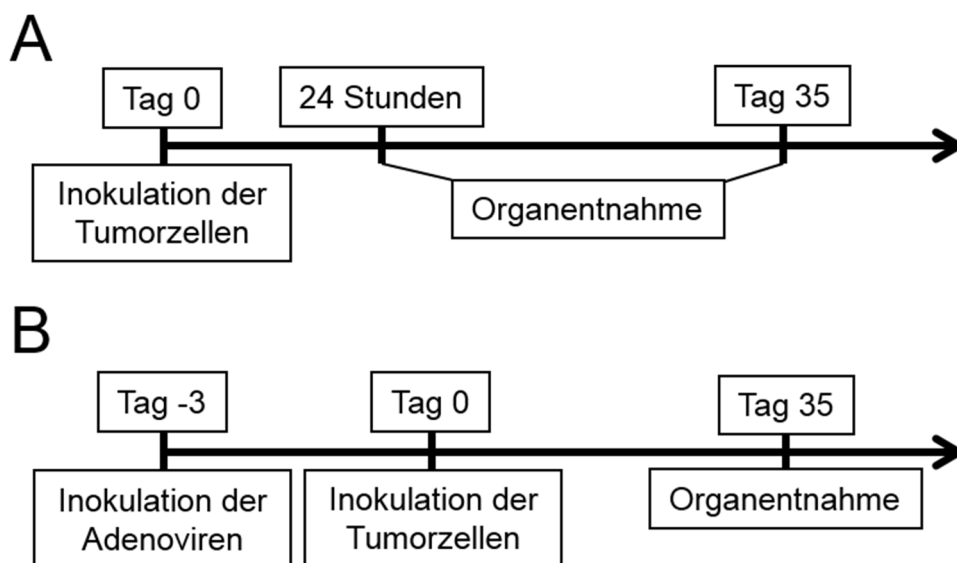 A
Tag 0
24 Stunden
Tag 35
Inokulation der
Tumorzellen
Organentnahme
B
Tag -3
Tag 0
Tag 35
Inokulation der
Adenoviren
Inokulation der
Tumorzellen
Organentnahme